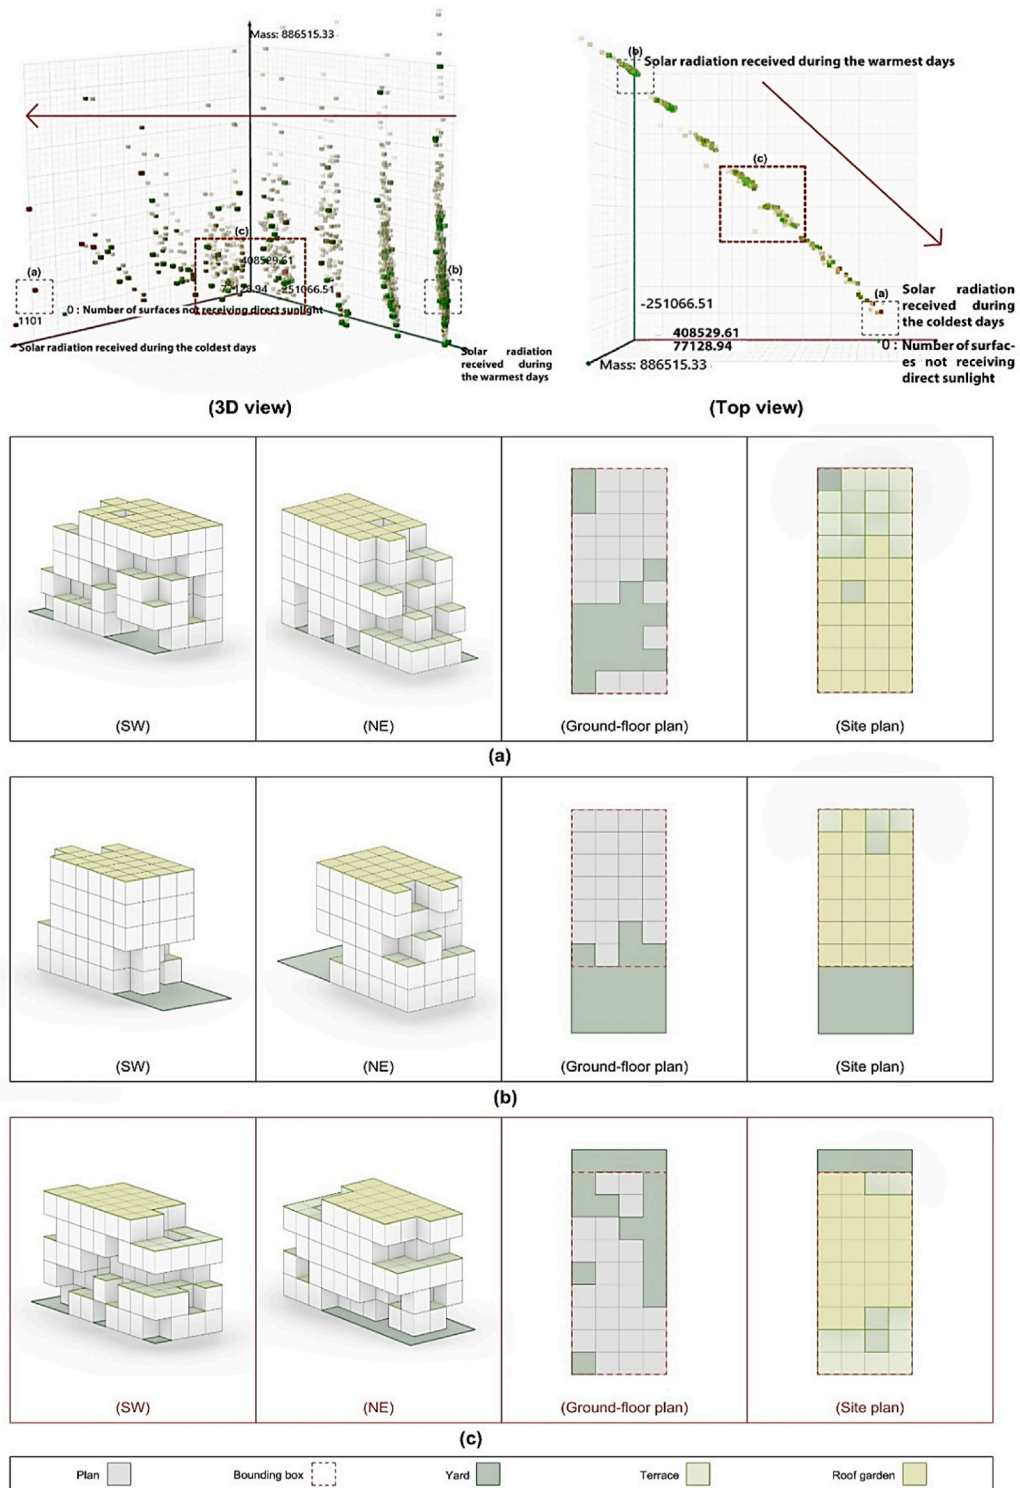 Mass: 886515.33
(c)
408529.61
77128.94
-251066.51
(a)
(b)
1101
0 : Number of surfaces not receiving direct sunlight
Solar radiation received during the coldest days
Solar radiation
received during
the warmest days
(3D view)
(b)
Solar radiation received during the warmest days
(c)
-251066.51
(a)
Solar radiation
received during
the coldest days
408529.61
77128.94
0 : Number of surfac-
es not receiving
direct sunlight
Mass: 886515.33
(Top view)
(SW)
(NE)
(Ground-floor plan)
(Site plan)
(a)
(SW)
(NE)
(Ground-floor plan)
(Site plan)
(b)
(SW)
(NE)
(Ground-floor plan)
(Site plan)
(c)
Plan
Bounding box
Yard
Terrace
Roof garden